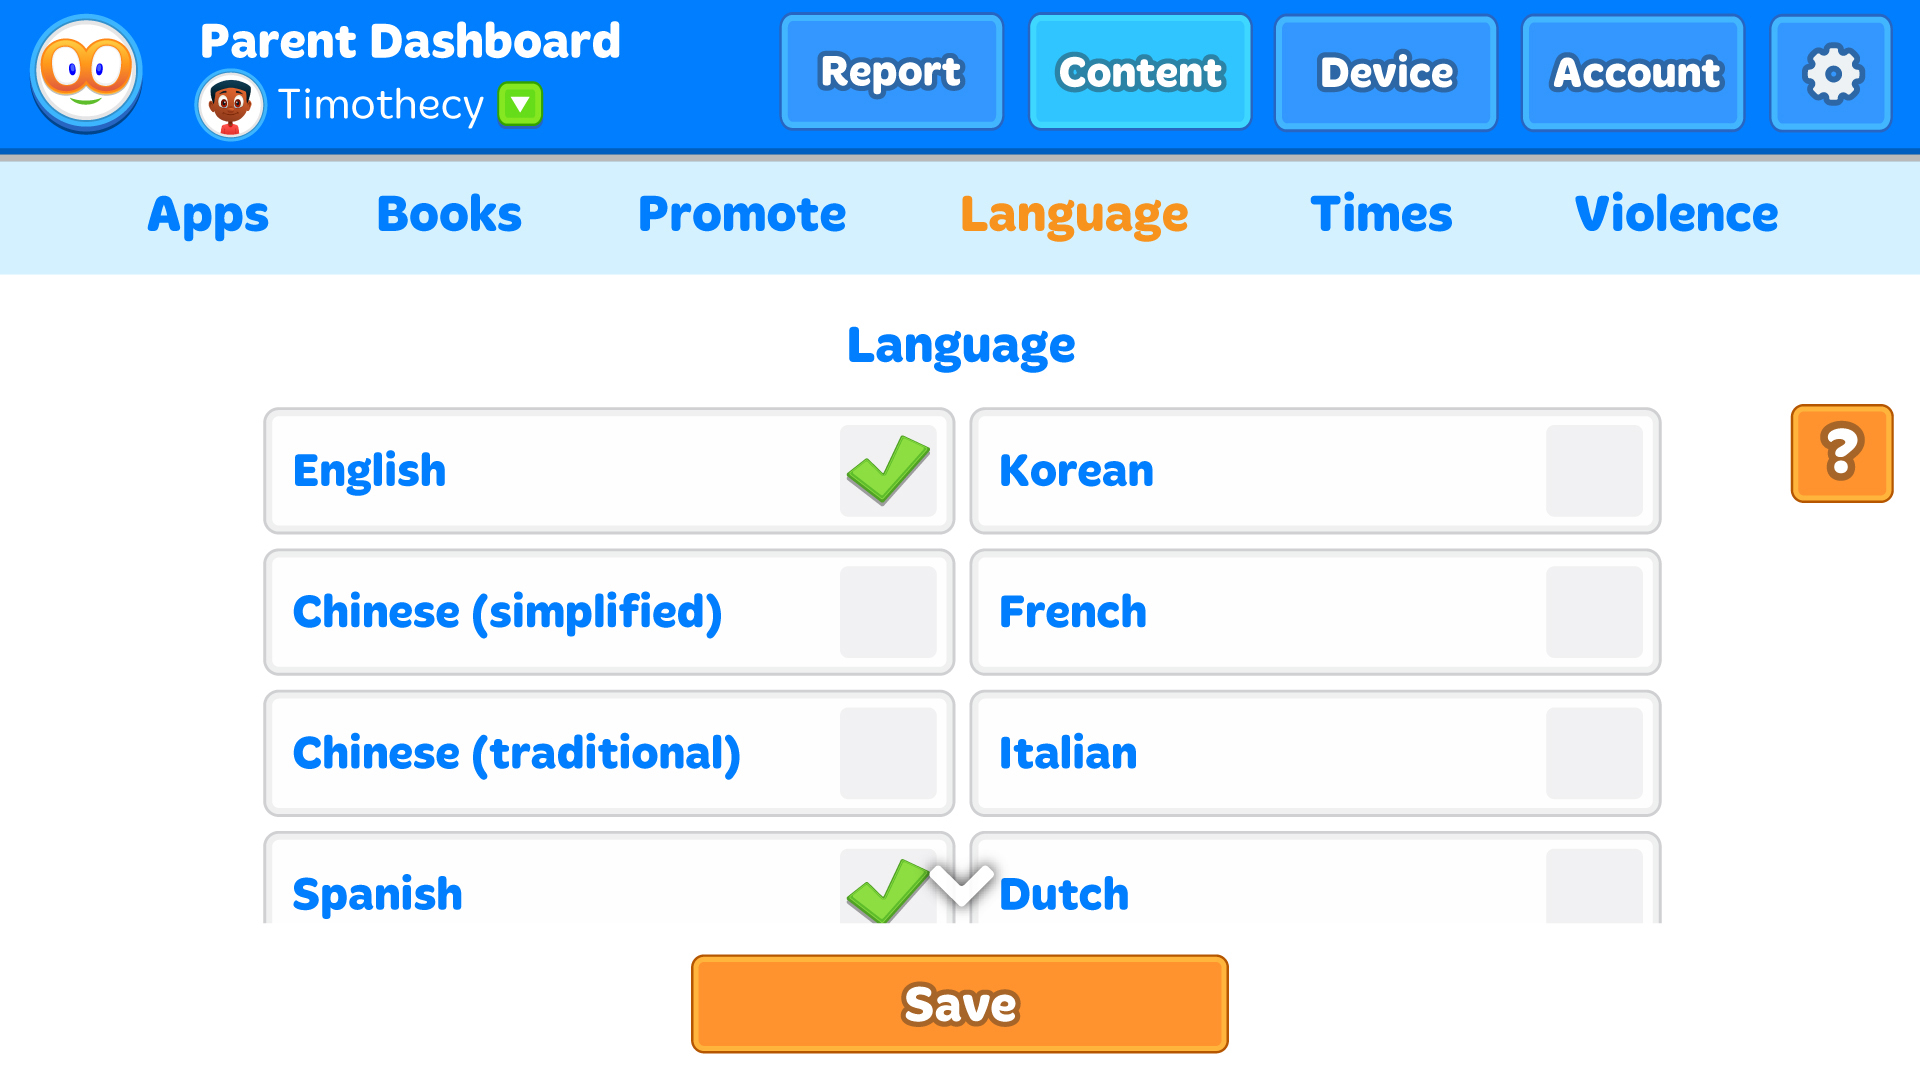 Parent Dashboard
Timothecy
Report
Content
Device
Account
Apps
Books
Promote
Language
Times
Violence
Language
English
Korean
?
Chinese (simplified)
French
Chinese (traditional)
Italian
Spanish
Dutch
Save